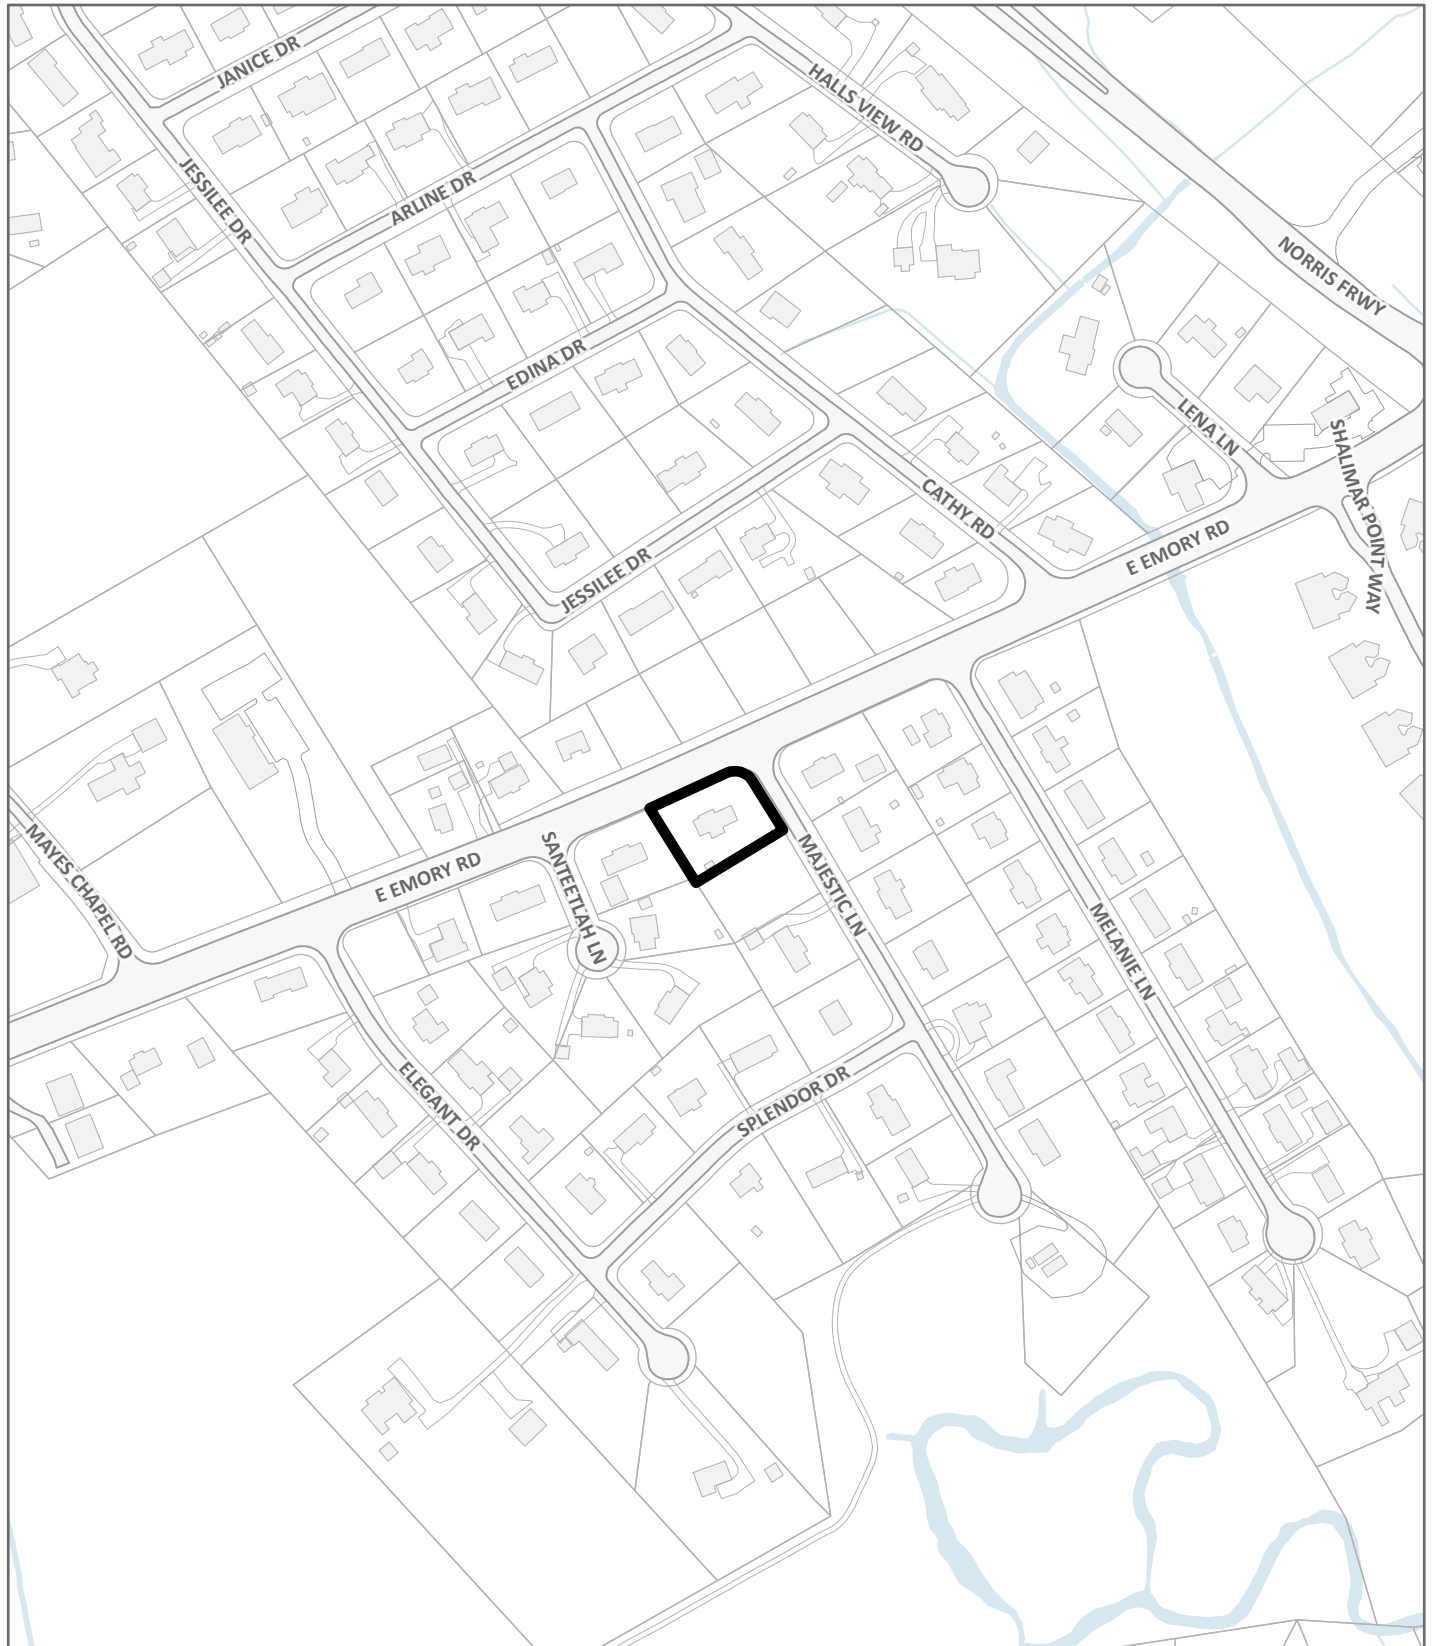 JANICE DR
HALLS VIEW RD
JESSILEE DR
ARLINE DR
NORRIS FRWY
EDINA DR
LENA LN
SHALIMAR POINT WAY
CATHY RD
E EMORY RD
JESSILEE DR
MAYES CHAPEL RD
E EMORY RD
SANTEETLAH LN
MAJESTIC LN
MELANIE LN
ELEGANT DR
SPLENDOR DR